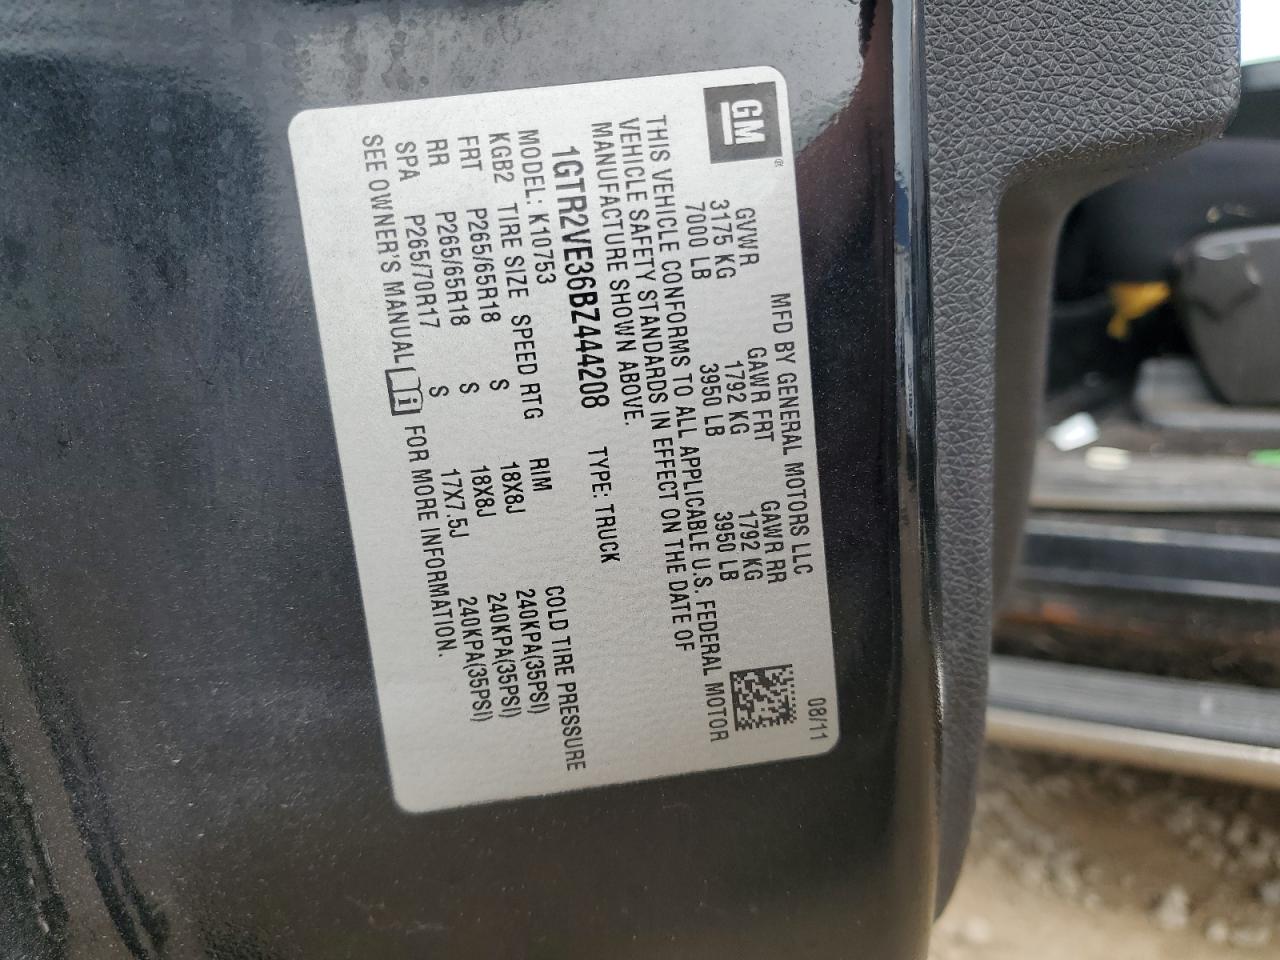 GM
MFD BY GENERAL MOTORS LLC 08/11
GVWR GAWR FRT GAWR RR
3175 KG 1792 KG 1792 KG
7000 LB 3950 LB 3950 LB
THIS VEHICLE CONFORMS TO ALL APPLICABLE U.S. FEDERAL MOTOR
VEHICLE SAFETY STANDARDS IN EFFECT ON THE DATE OF
MANUFACTURE SHOWN ABOVE.
1GTR2VE36BZ444208 TYPE: TRUCK
MODEL: K10753
KGB2 TIRE SIZE SPEED RTG RIM COLD TIRE PRESSURE
FRT P265/65R18 S 18X8J 240KPA(35PSI)
RR P265/65R18 S 18X8J 240KPA(35PSI)
SPA P265/70R17 S 17X7.5J 240KPA(35PSI)
SEE OWNER'S MANUAL i FOR MORE INFORMATION.